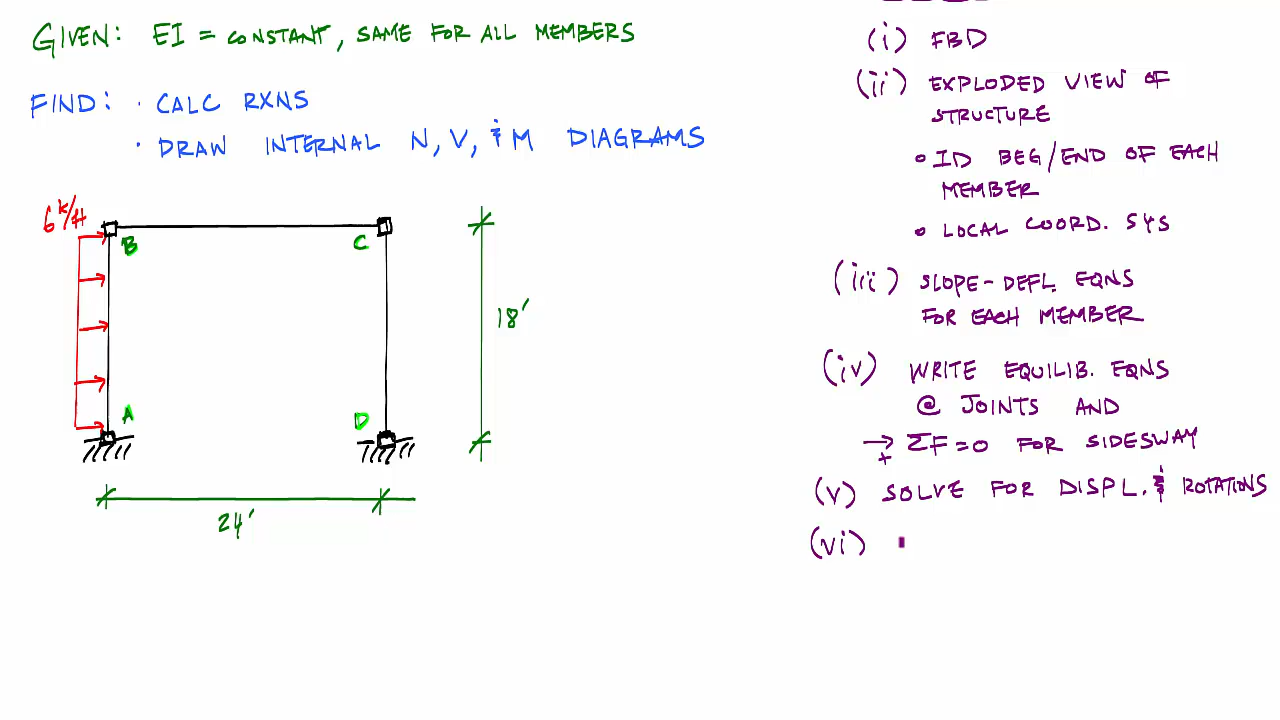 GIVEN: EI = CONSTANT, SAME FOR ALL MEMBERS
FIND: · CALC RXNS
· DRAW INTERNAL N, V, & M DIAGRAMS
6 k/ft
B
C
A
D
18'
24'
(i) FBD
(ii) EXPLODED VIEW OF
STRUCTURE
∘ ID BEG/END OF EACH
MEMBER
∘ LOCAL COORD. SYS
(iii) SLOPE-DEFL. EQNS
FOR EACH MEMBER
(iv) WRITE EQUILIB. EQNS
@ JOINTS AND
→+ ΣF=0 FOR SIDESWAY
(v) SOLVE FOR DISPL. & ROTATIONS
(vi)